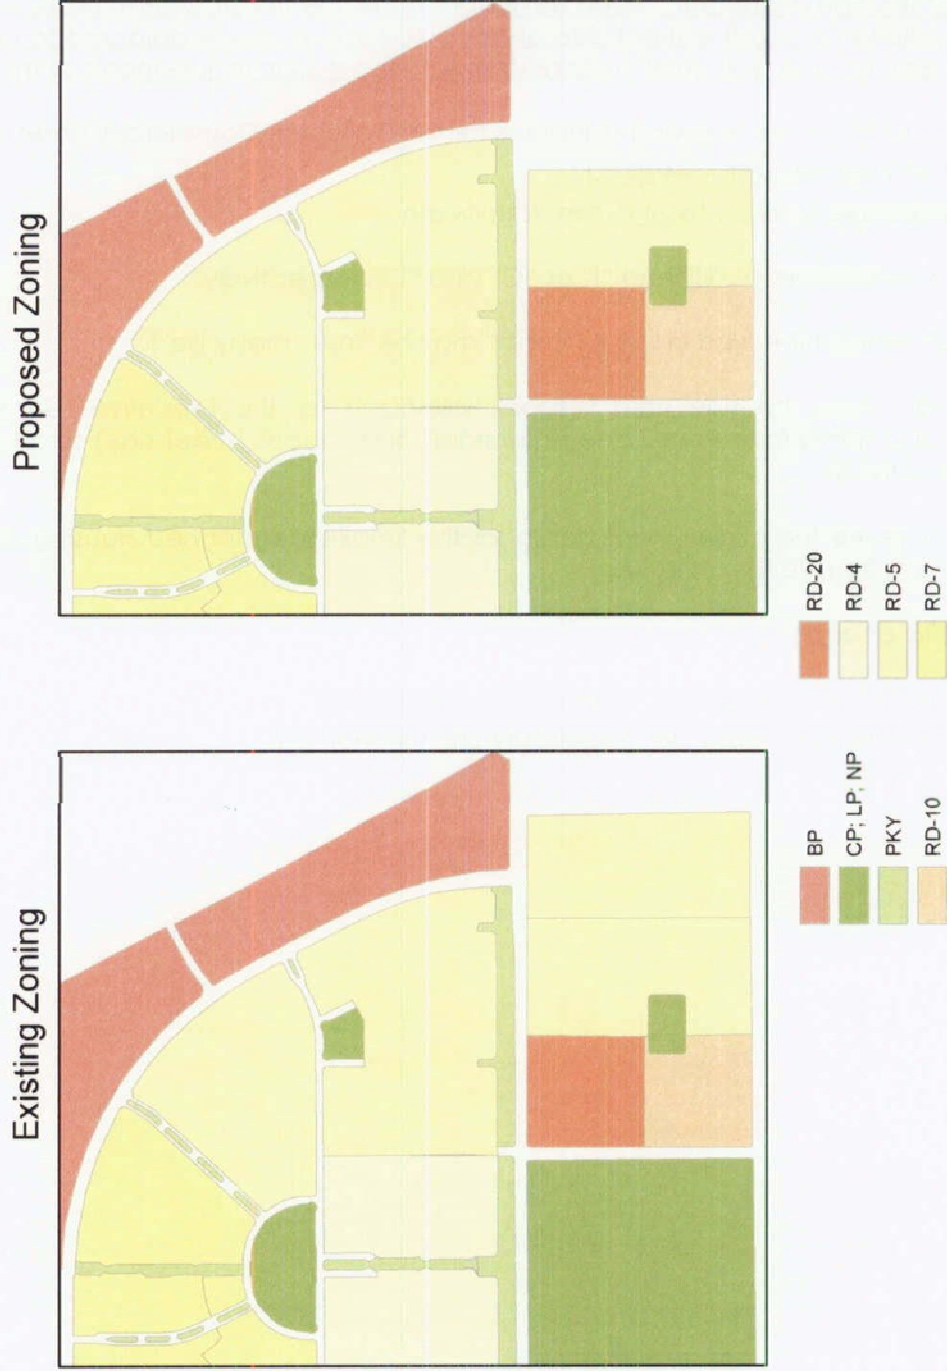 Existing Zoning
Proposed Zoning
BP
CP; LP; NP
PKY
RD-10
RD-20
RD-4
RD-5
RD-7